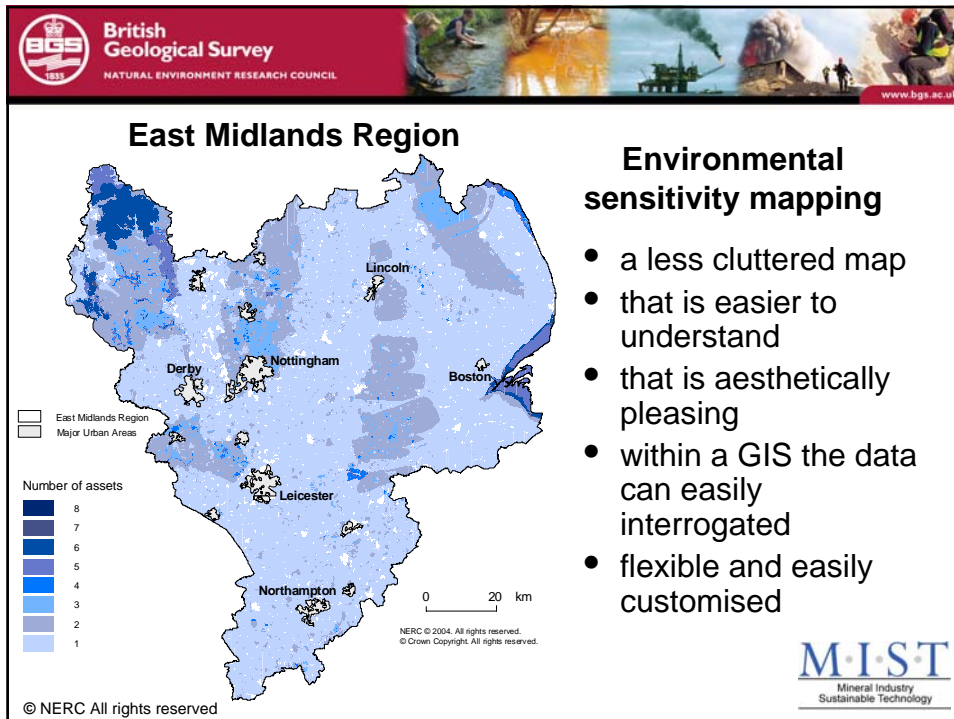 British
Geological Survey
NATURAL ENVIRONMENT RESEARCH COUNCIL
BGS
1835
www.bgs.ac.uk
East Midlands Region
Lincoln
Nottingham
Derby
Boston
Leicester
Northampton
East Midlands Region
Major Urban Areas
Number of assets
8
7
6
5
4
3
2
1
0 20 km
NERC © 2004. All rights reserved.
© Crown Copyright. All rights reserved.
Environmental
sensitivity mapping
• a less cluttered map
• that is easier to
understand
• that is aesthetically
pleasing
• within a GIS the data
can easily
interrogated
• flexible and easily
customised
M·I·S·T
Mineral Industry
Sustainable Technology
© NERC All rights reserved